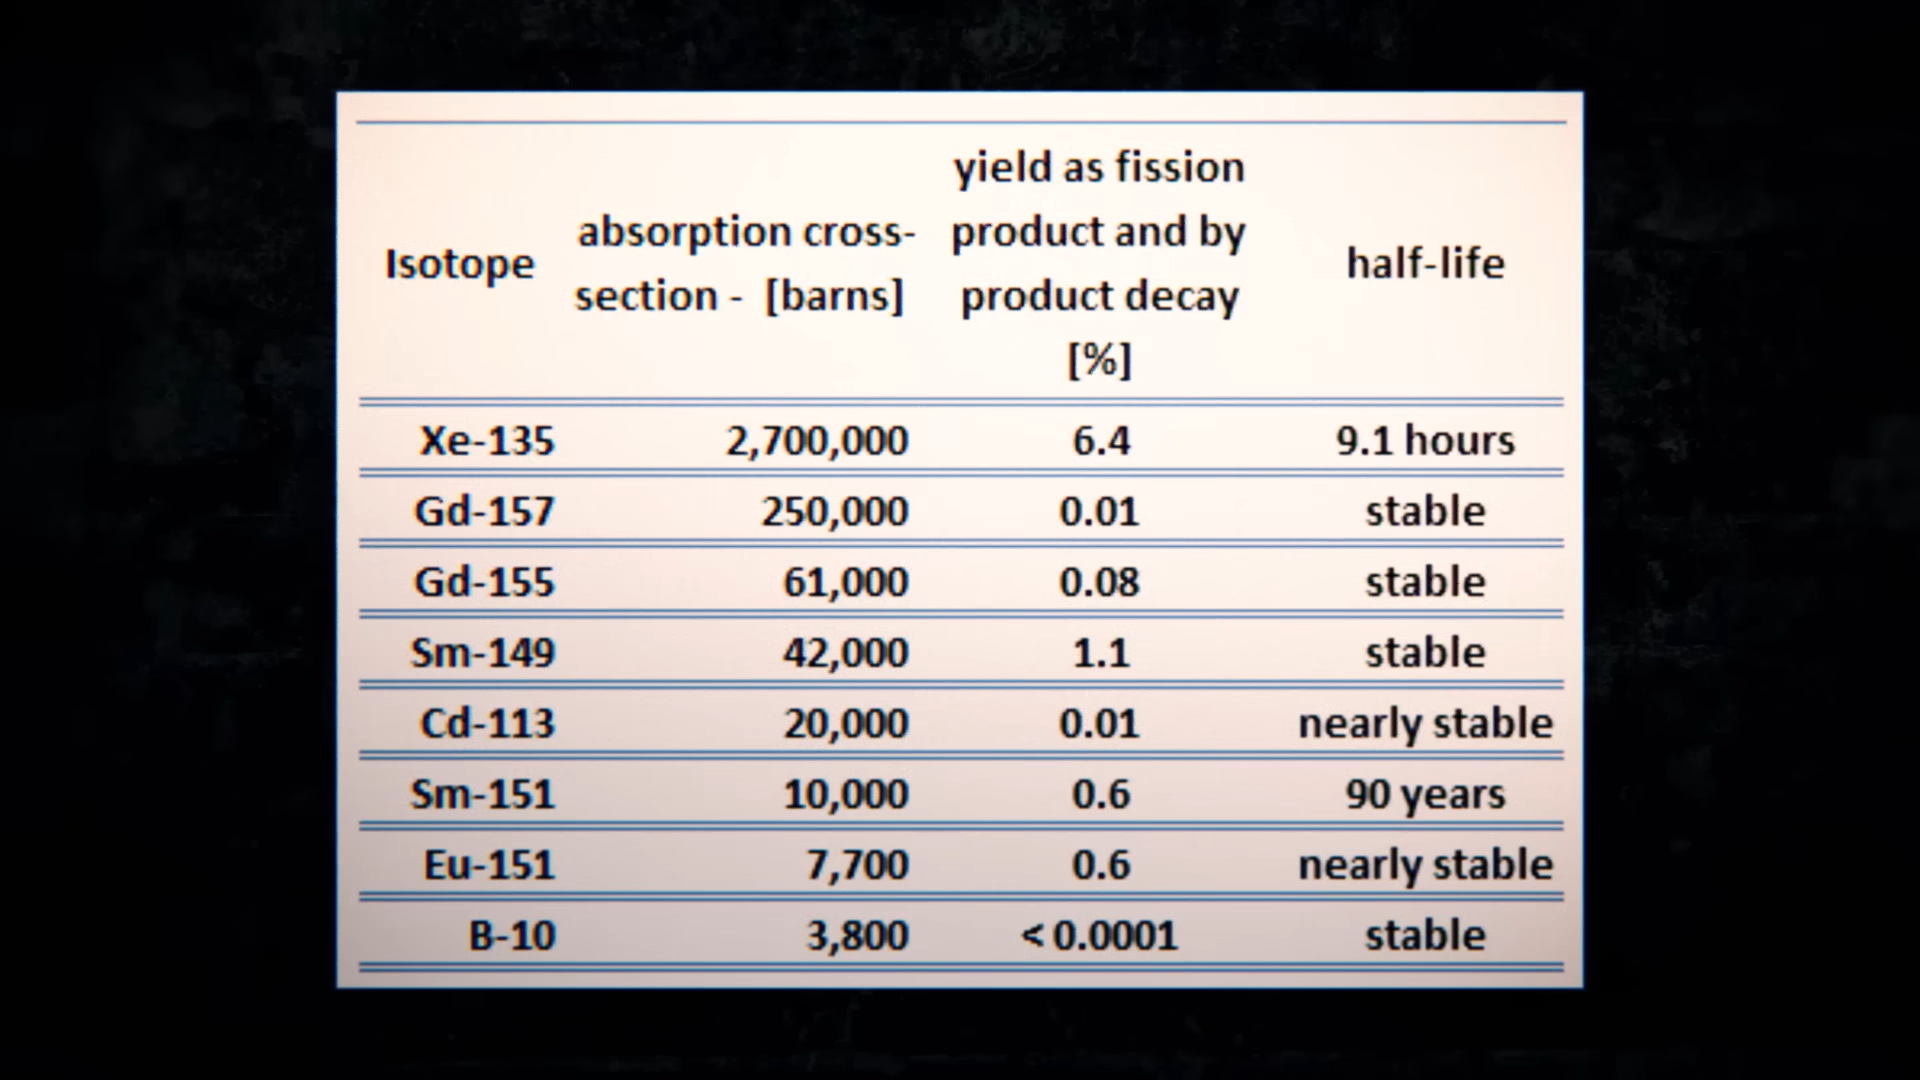 Isotope absorption cross-section - [barns] yield as fission product and by product decay [%] half-life
Xe-135 2,700,000 6.4 9.1 hours
Gd-157 250,000 0.01 stable
Gd-155 61,000 0.08 stable
Sm-149 42,000 1.1 stable
Cd-113 20,000 0.01 nearly stable
Sm-151 10,000 0.6 90 years
Eu-151 7,700 0.6 nearly stable
B-10 3,800 < 0.0001 stable